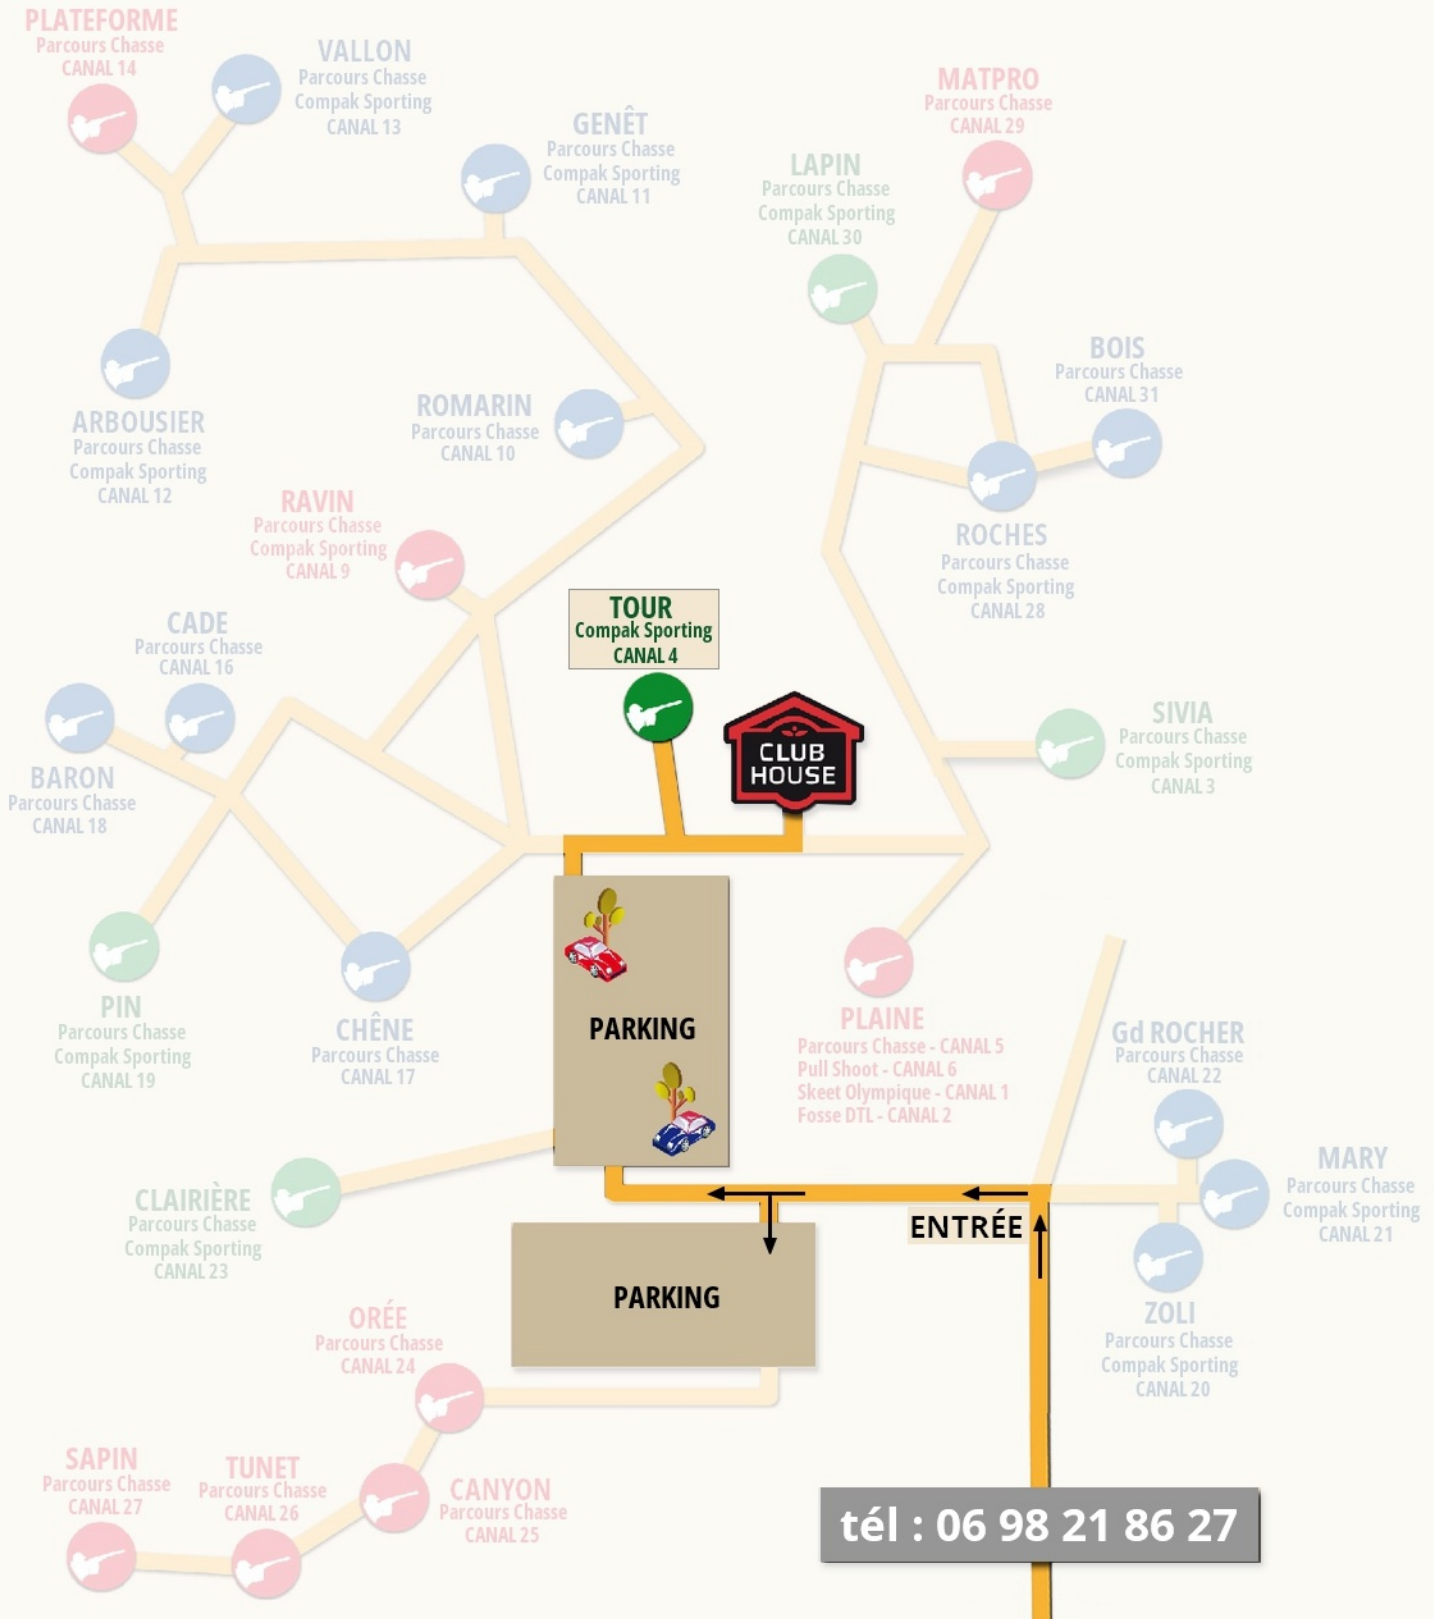 PLATEFORME
Parcours Chasse
CANAL 14
VALLON
Parcours Chasse
Compak Sporting
CANAL 13
GENÊT
Parcours Chasse
Compak Sporting
CANAL 11
MATPRO
Parcours Chasse
CANAL 29
LAPIN
Parcours Chasse
Compak Sporting
CANAL 30
BOIS
Parcours Chasse
CANAL 31
ARBOUSIER
Parcours Chasse
Compak Sporting
CANAL 12
ROMARIN
Parcours Chasse
CANAL 10
RAVIN
Parcours Chasse
Compak Sporting
CANAL 9
ROCHES
Parcours Chasse
Compak Sporting
CANAL 28
TOUR
Compak Sporting
CANAL 4
CADE
Parcours Chasse
CANAL 16
BARON
Parcours Chasse
CANAL 18
CLUB
HOUSE
SIVIA
Parcours Chasse
Compak Sporting
CANAL 3
PIN
Parcours Chasse
Compak Sporting
CANAL 19
CHÊNE
Parcours Chasse
CANAL 17
PARKING
PLAINE
Parcours Chasse - CANAL 5
Pull Shoot - CANAL 6
Skeet Olympique - CANAL 1
Fosse DTL - CANAL 2
Gd ROCHER
Parcours Chasse
CANAL 22
MARY
Parcours Chasse
Compak Sporting
CANAL 21
CLAIRIÈRE
Parcours Chasse
Compak Sporting
CANAL 23
ENTRÉE
PARKING
ZOLI
Parcours Chasse
Compak Sporting
CANAL 20
ORÉE
Parcours Chasse
CANAL 24
SAPIN
Parcours Chasse
CANAL 27
TUNET
Parcours Chasse
CANAL 26
CANYON
Parcours Chasse
CANAL 25
tél : 06 98 21 86 27